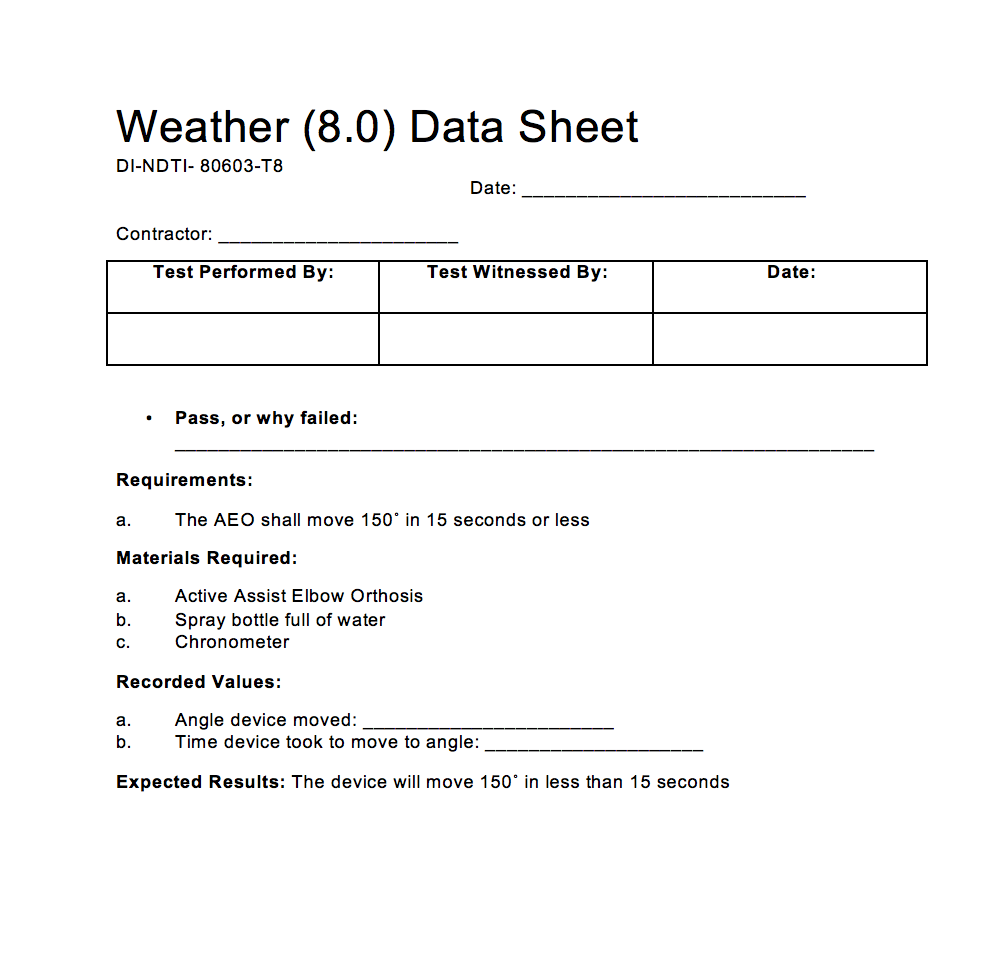 Weather (8.0) Data Sheet
DI-NDTI- 80603-T8
Date: __________________________
Contractor: ______________________
Test Performed By: Test Witnessed By: Date:
• Pass, or why failed:
________________________________________________________________
Requirements:
a. The AEO shall move 150˚ in 15 seconds or less
Materials Required:
a. Active Assist Elbow Orthosis
b. Spray bottle full of water
c. Chronometer
Recorded Values:
a. Angle device moved: _______________________
b. Time device took to move to angle: ____________________
Expected Results: The device will move 150˚ in less than 15 seconds